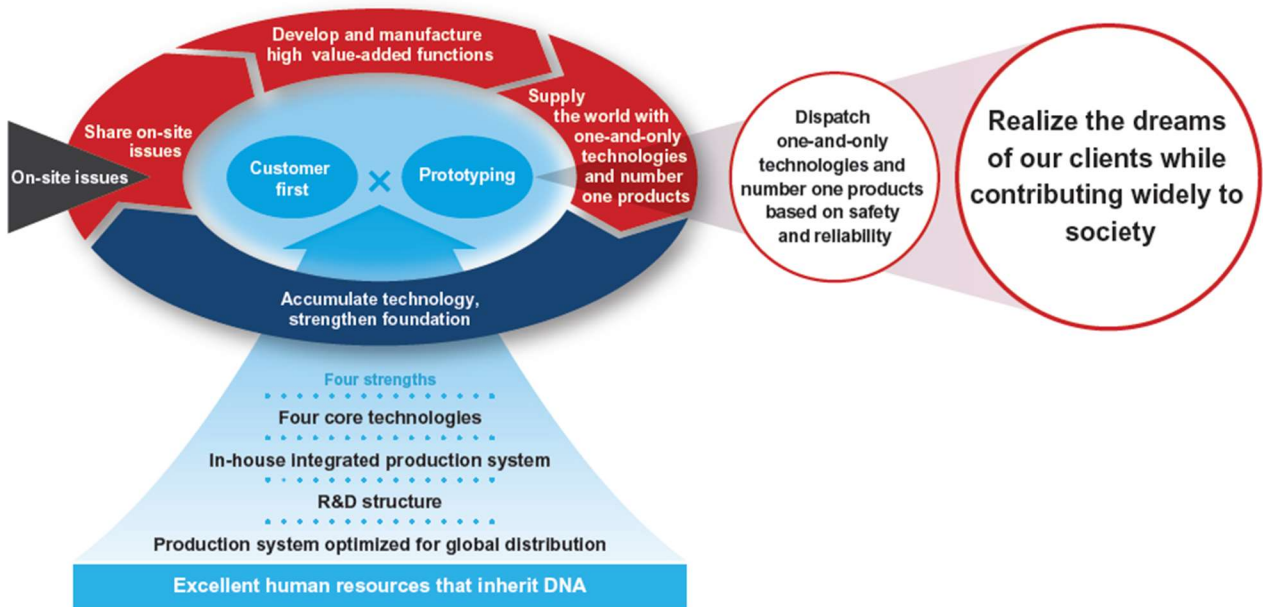 On-site issues
Share on-site
issues
Develop and manufacture
high value-added functions
Supply
the world with
one-and-only
technologies
and number
one products
Customer
first
×
Prototyping
Accumulate technology,
strengthen foundation
Dispatch
one-and-only
technologies and
number one products
based on safety
and reliability
Realize the dreams
of our clients while
contributing widely to
society
Four strengths
Four core technologies
In-house integrated production system
R&D structure
Production system optimized for global distribution
Excellent human resources that inherit DNA